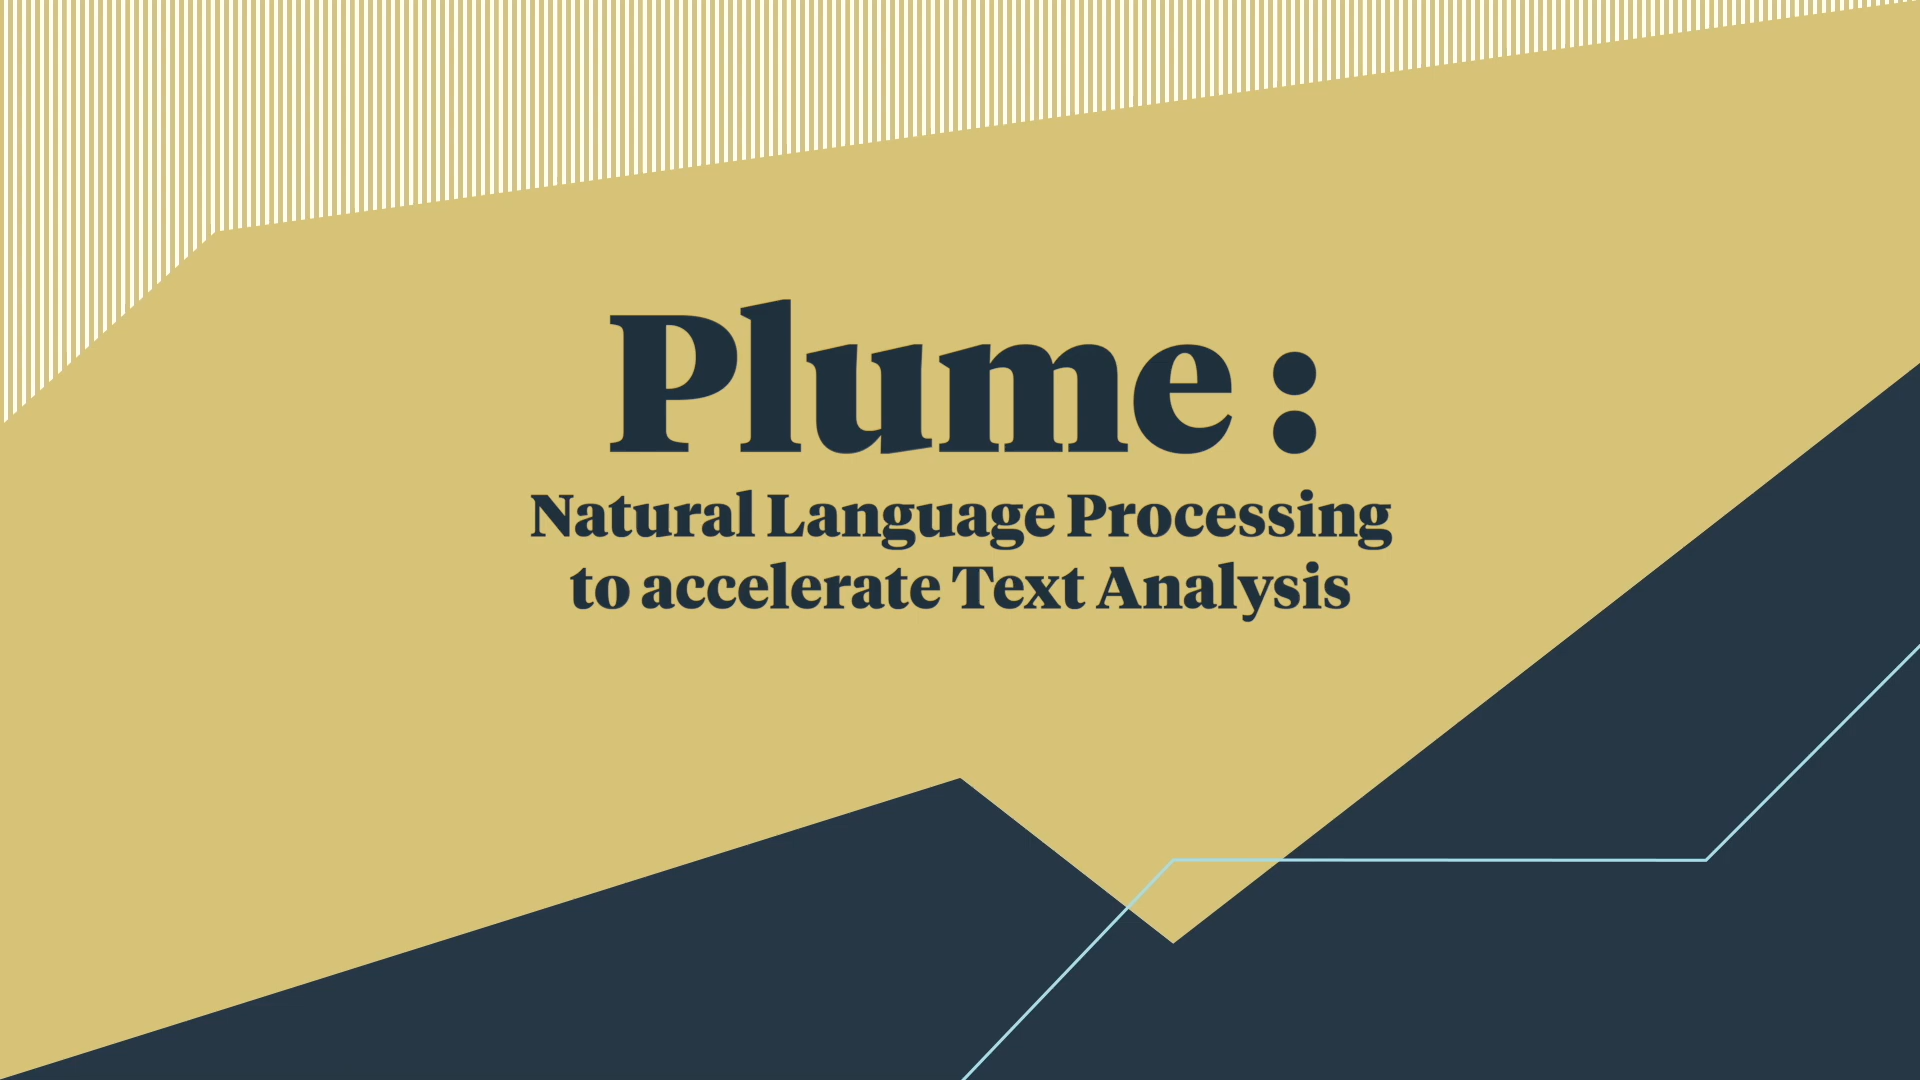 Plume :
Natural Language Processing
to accelerate Text Analysis